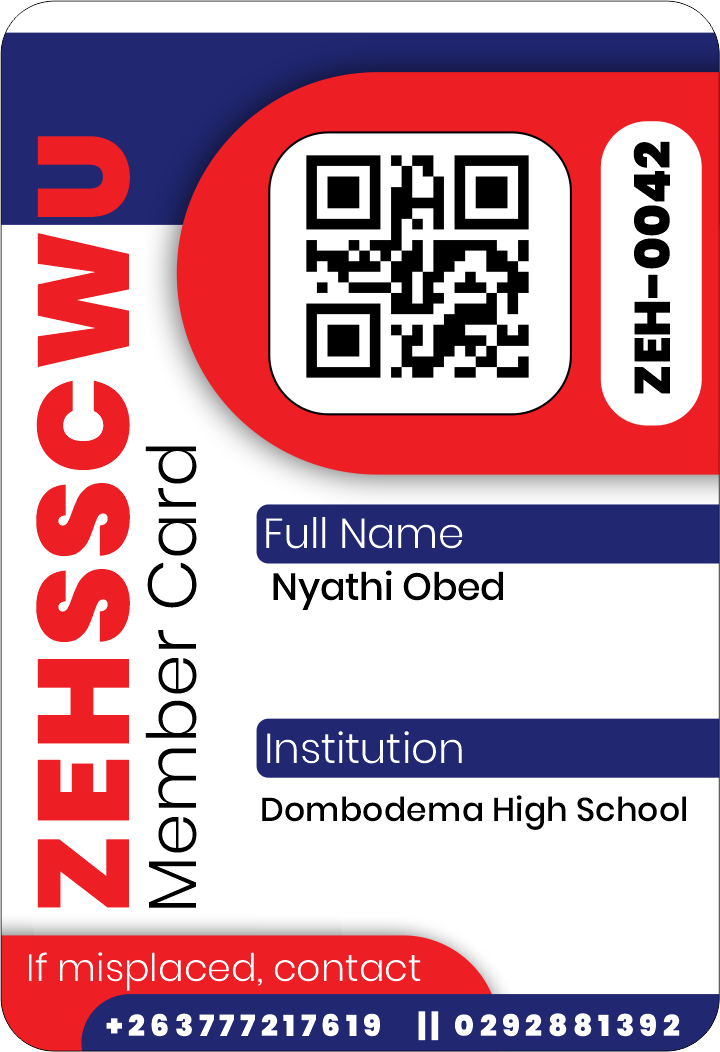 ZEHSSCWU
Member Card
ZEH-0042
Full Name
Nyathi Obed
Institution
Dombodema High School
If misplaced, contact
+263777217619 || 0292881392